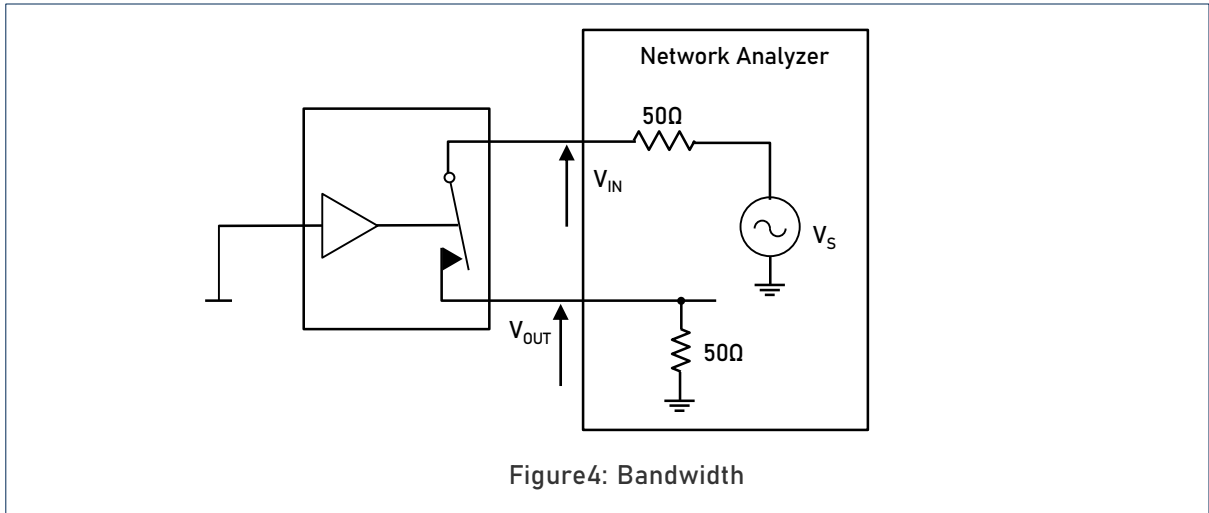 Network Analyzer
50Ω
V_IN
V_S
V_OUT
50Ω
Figure4: Bandwidth